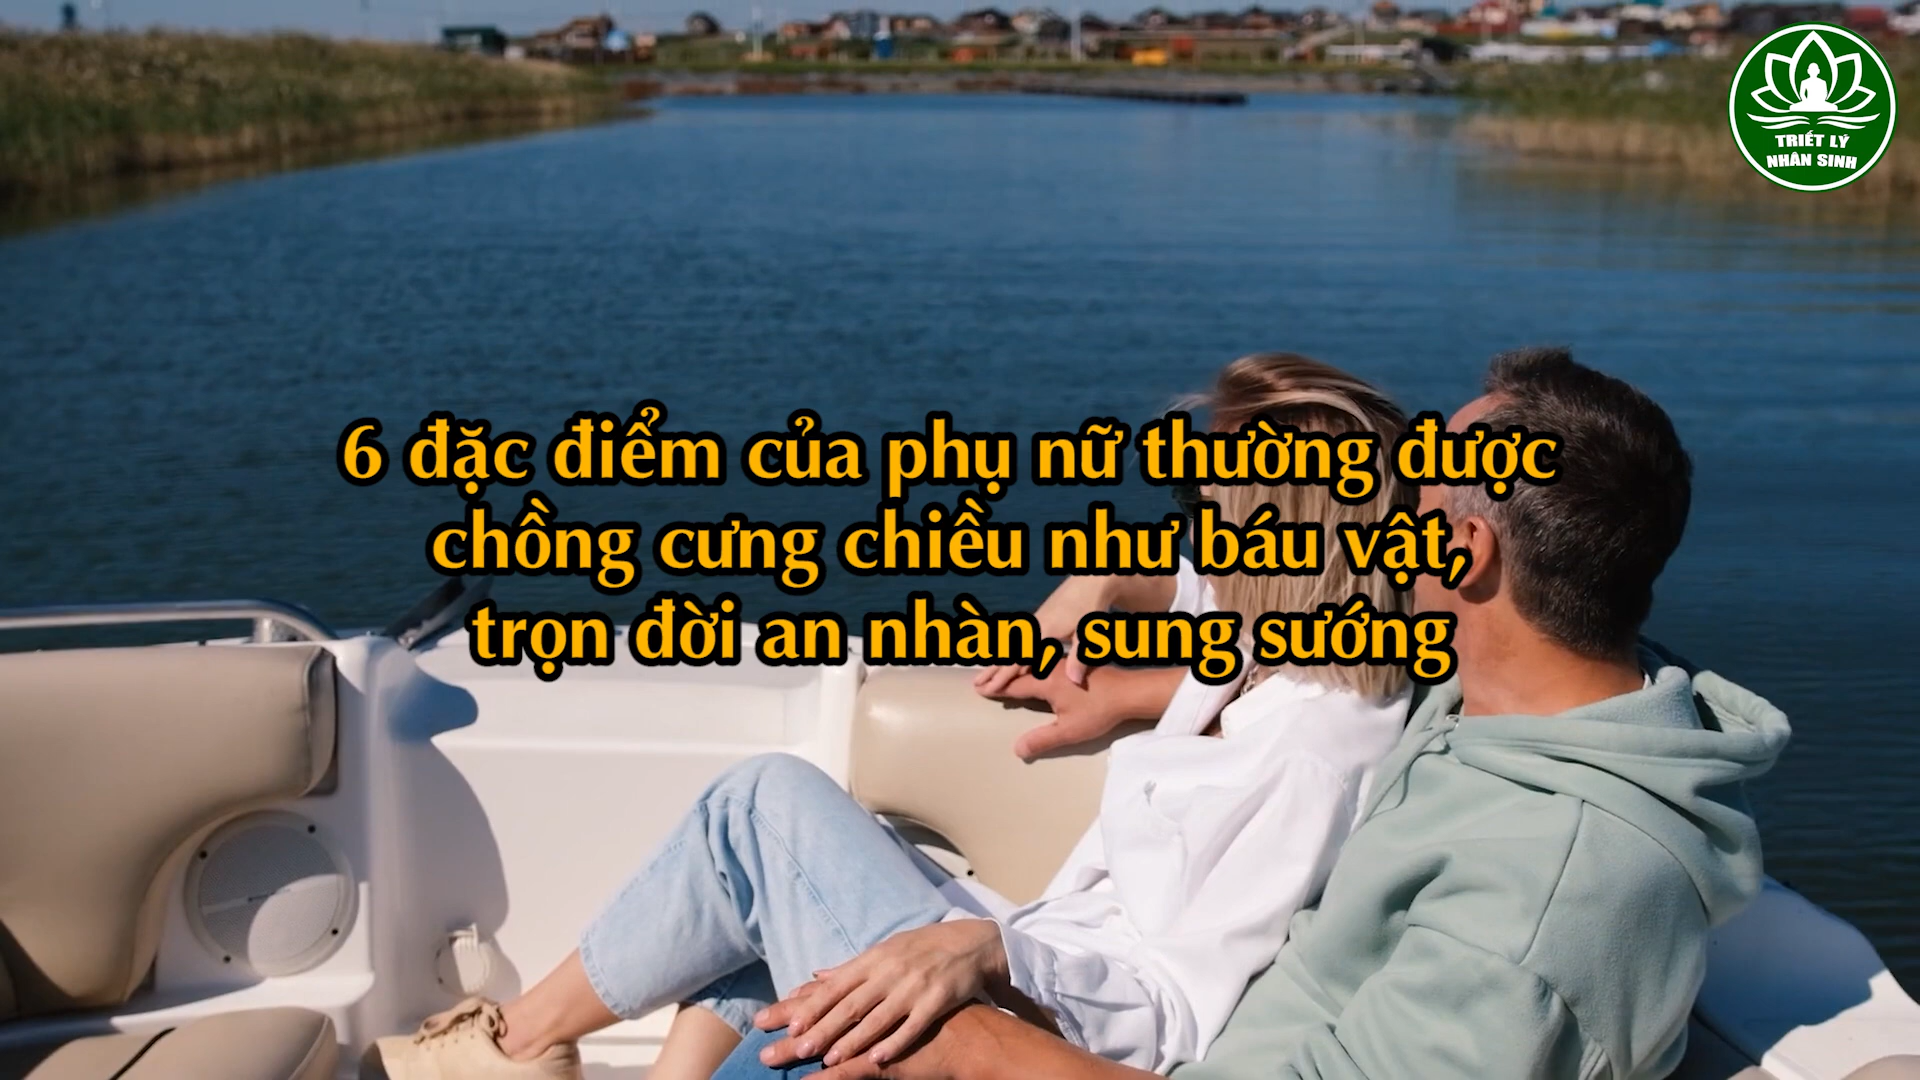 TRIẾT LÝ
NHÂN SINH
6 đặc điểm của phụ nữ thường được
chồng cưng chiều như báu vật,
trọn đời an nhàn, sung sướng